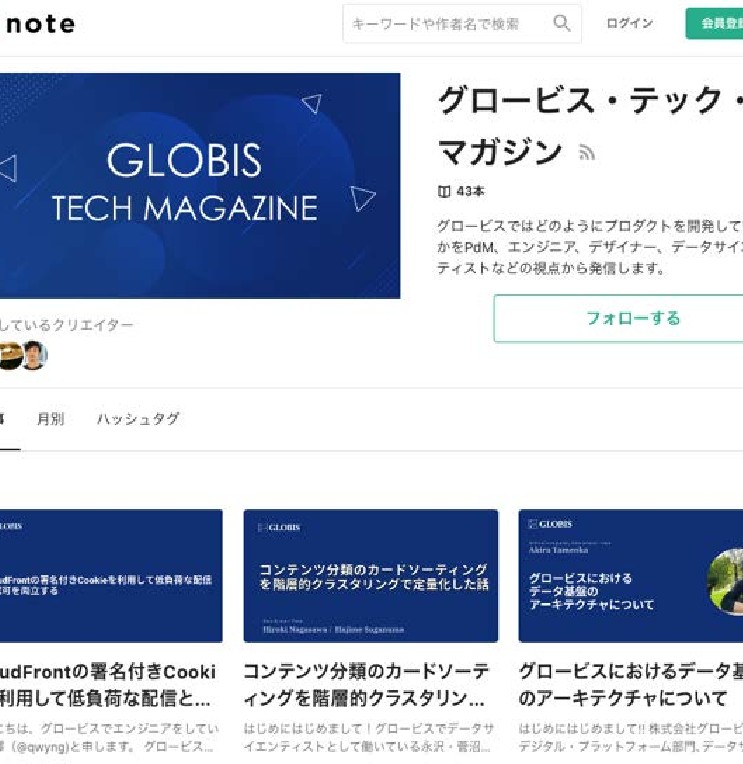 note
キーワードや作者名で検索
ログイン
会員登録
GLOBIS
TECH MAGAZINE
グロービス・テック・
マガジン
43本
グロービスではどのようにプロダクトを開発して
かをPdM、エンジニア、デザイナー、データサイ
ティストなどの視点から発信します。
フォローする
しているクリエイター
事
月別
ハッシュタグ
GLOBIS
udFrontの署名付きCookieを利用して低負荷な配信
可を両立する
GLOBIS
コンテンツ分類のカードソーティング
を階層的クラスタリングで定量化した話
Hiroki Nagasawa / Hajime Suganuma
GLOBIS
Akira Yamaoka
グロービスにおける
データ基盤の
アーキテクチャについて
udFrontの署名付きCooki
利用して低負荷な配信と...
にちは、グロービスでエンジニアをしてい
(@qwyng)と申します。 グロービス...
コンテンツ分類のカードソーテ
ィングを階層的クラスタリン...
はじめにはじめまして！グロービスでデータサ
イエンティストとして働いている永沢・菅沼...
グロービスにおけるデータ基
のアーキテクチャについて
はじめにはじめまして!! 株式会社グロービ
デジタル・プラットフォーム部門、データサ